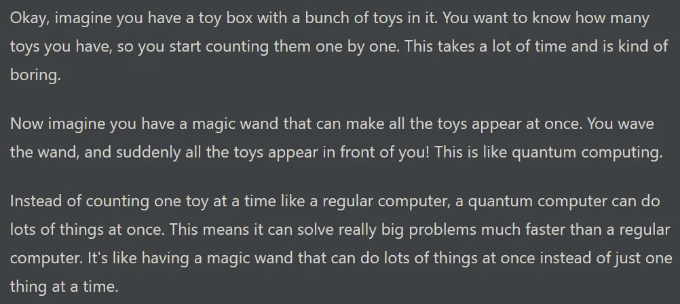 Okay, imagine you have a toy box with a bunch of toys in it. You want to know how many
toys you have, so you start counting them one by one. This takes a lot of time and is kind of
boring.
Now imagine you have a magic wand that can make all the toys appear at once. You wave
the wand, and suddenly all the toys appear in front of you! This is like quantum computing.
Instead of counting one toy at a time like a regular computer, a quantum computer can do
lots of things at once. This means it can solve really big problems much faster than a regular
computer. It's like having a magic wand that can do lots of things at once instead of just one
thing at a time.